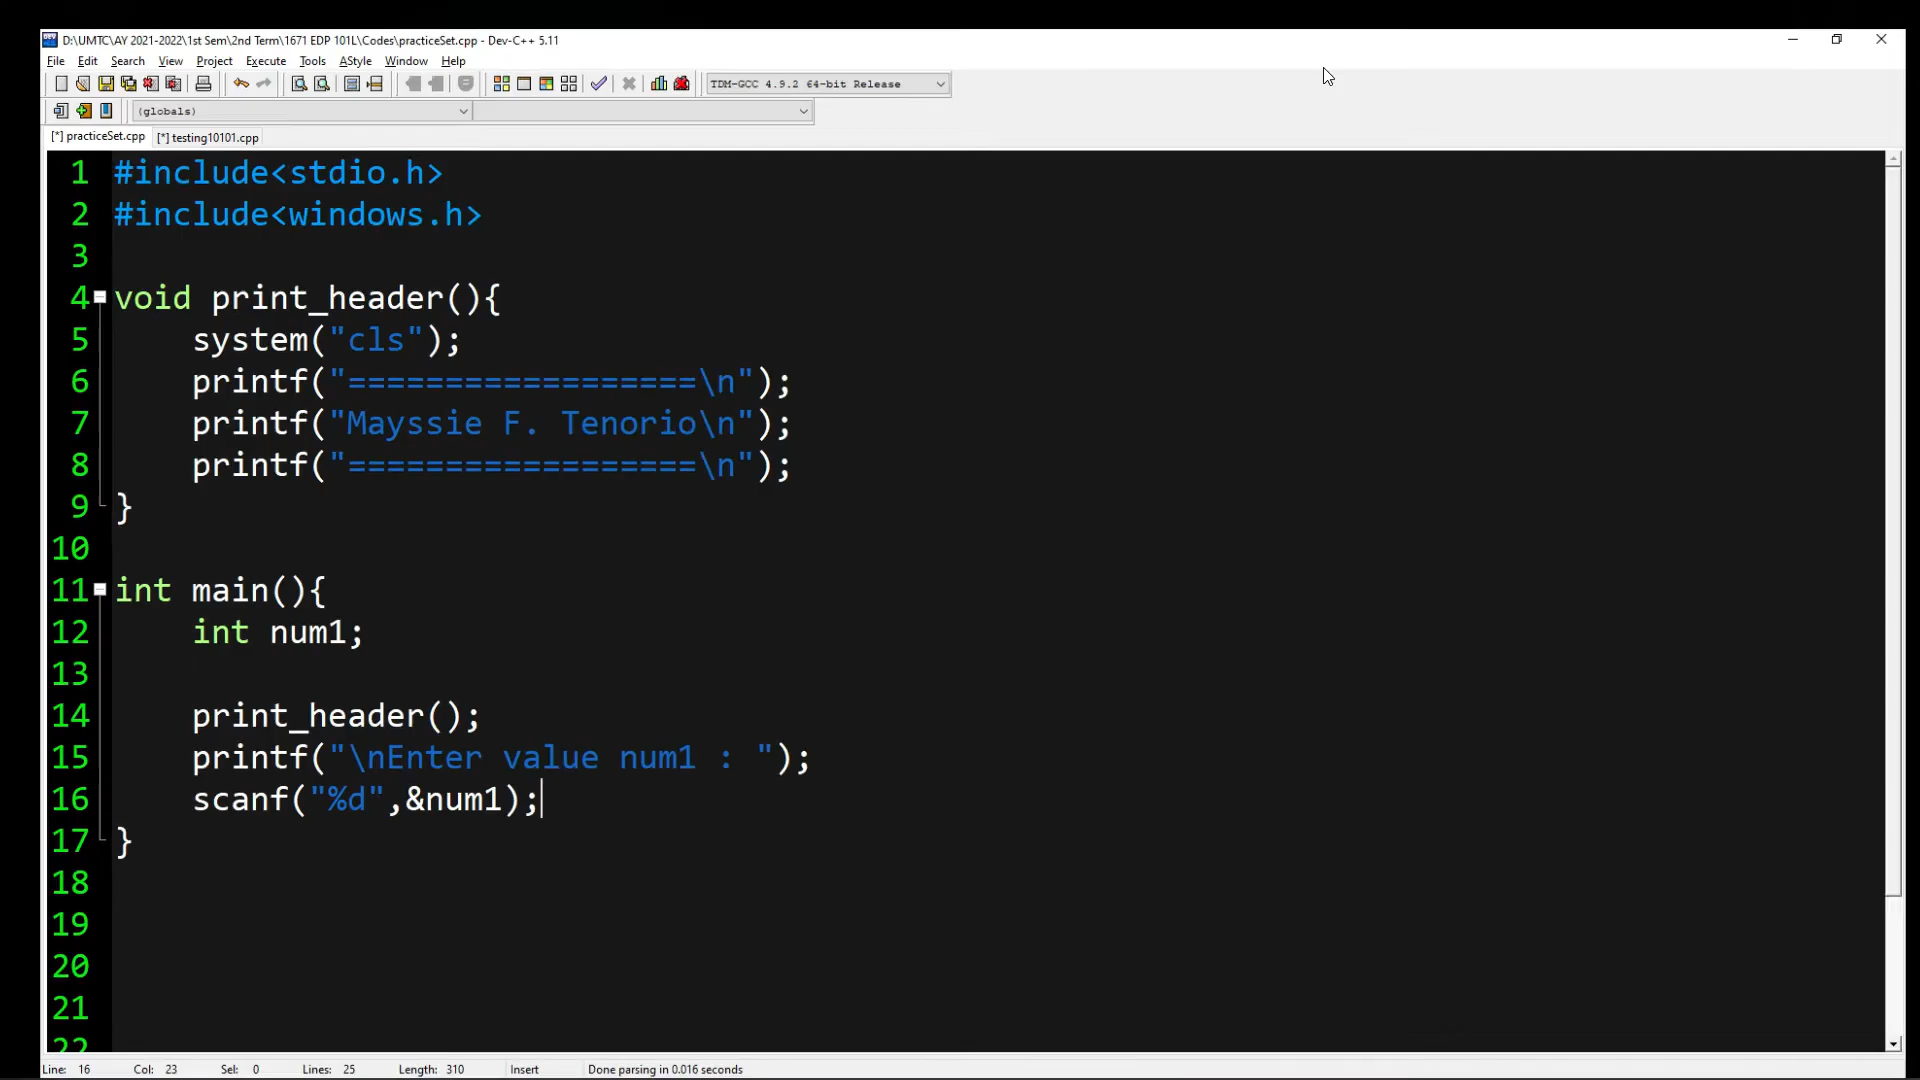 D:\UMTC\AY 2021-2022\1st Sem\2nd Term\1671 EDP 101L\Codes\practiceSet.cpp - Dev-C++ 5.11
File Edit Search View Project Execute Tools AStyle Window Help
TDM-GCC 4.9.2 64-bit Release
(globals)
[*] practiceSet.cpp [*] testing10101.cpp
1 #include<stdio.h>
2 #include<windows.h>
3
4 void print_header(){
5 system("cls");
6 printf("==================\n");
7 printf("Mayssie F. Tenorio\n");
8 printf("==================\n");
9 }
10
11 int main(){
12 int num1;
13
14 print_header();
15 printf("\nEnter value num1 : ");
16 scanf("%d",&num1);
17 }
18
19
20
21
22
Line: 16 Col: 23 Sel: 0 Lines: 25 Length: 310 Insert Done parsing in 0.016 seconds